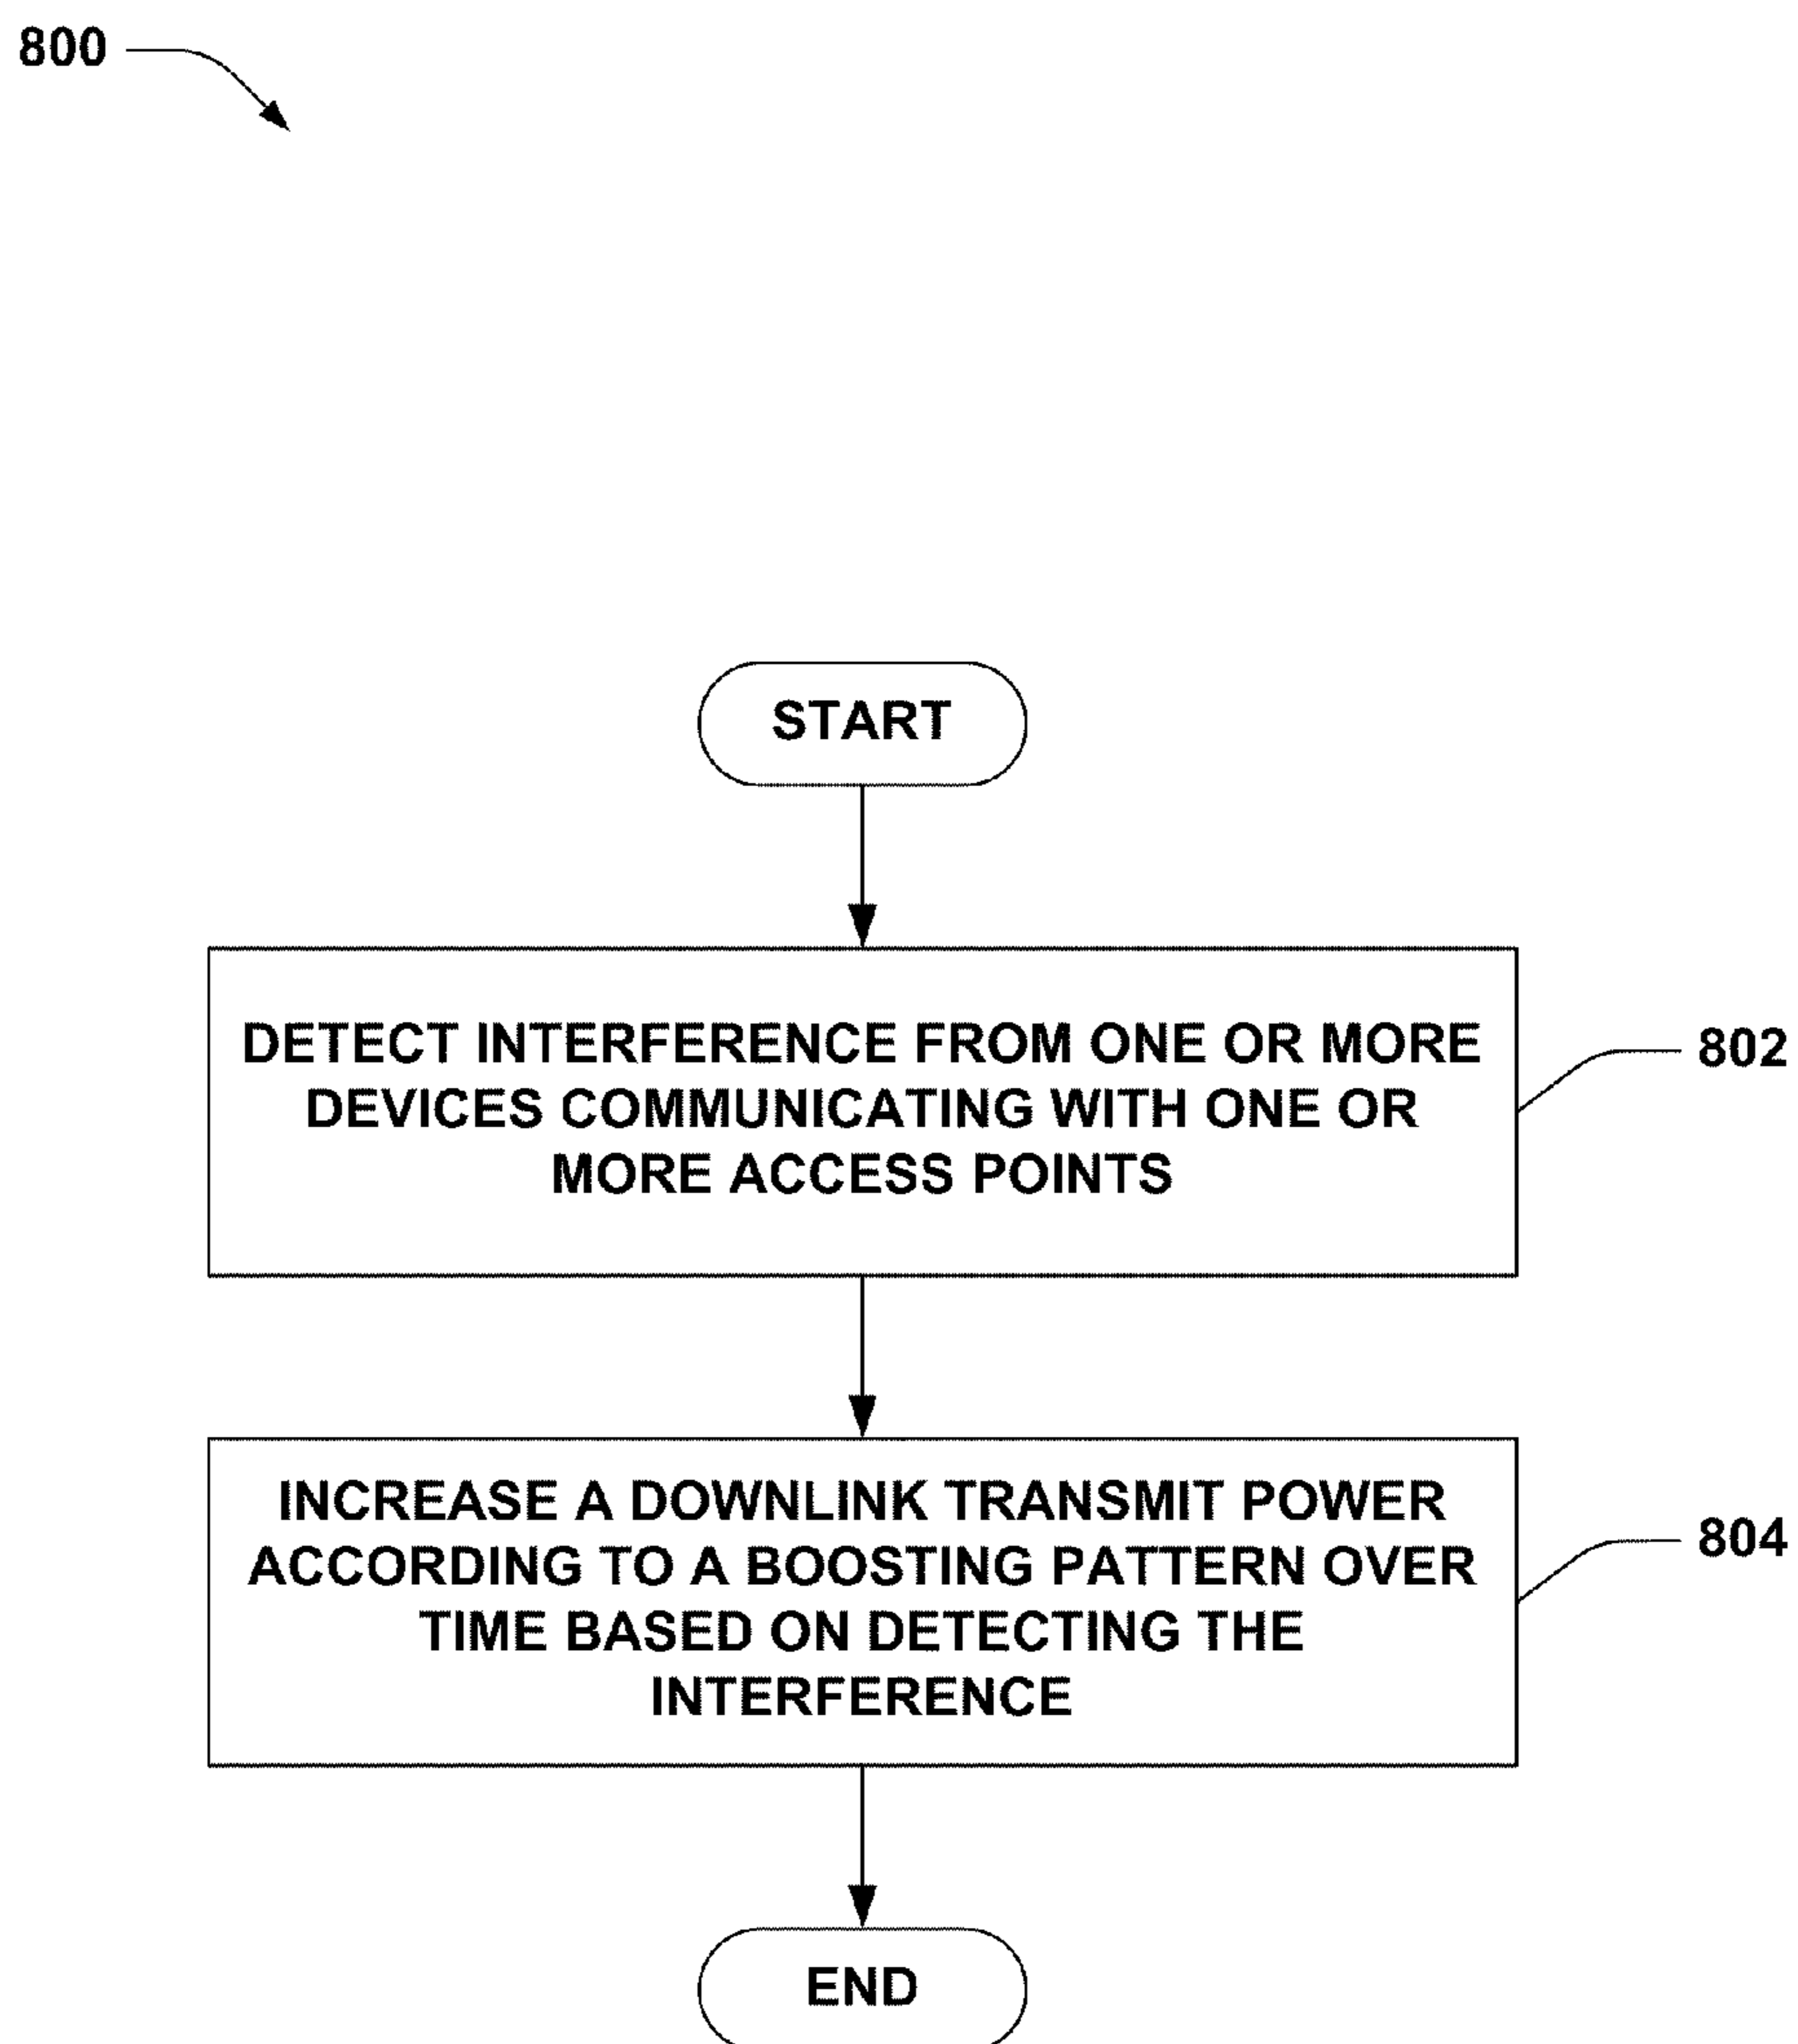 800
START
DETECT INTERFERENCE FROM ONE OR MORE
DEVICES COMMUNICATING WITH ONE OR
MORE ACCESS POINTS
802
INCREASE A DOWNLINK TRANSMIT POWER
ACCORDING TO A BOOSTING PATTERN OVER
TIME BASED ON DETECTING THE
INTERFERENCE
804
END